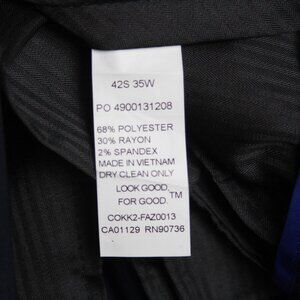 42S 35W
PO 4900131208
68% POLYESTER
30% RAYON
2% SPANDEX
MADE IN VIETNAM
DRY CLEAN ONLY
LOOK GOOD.
FOR GOOD.™
COKK2-FAZ0013
CA01129 RN90736